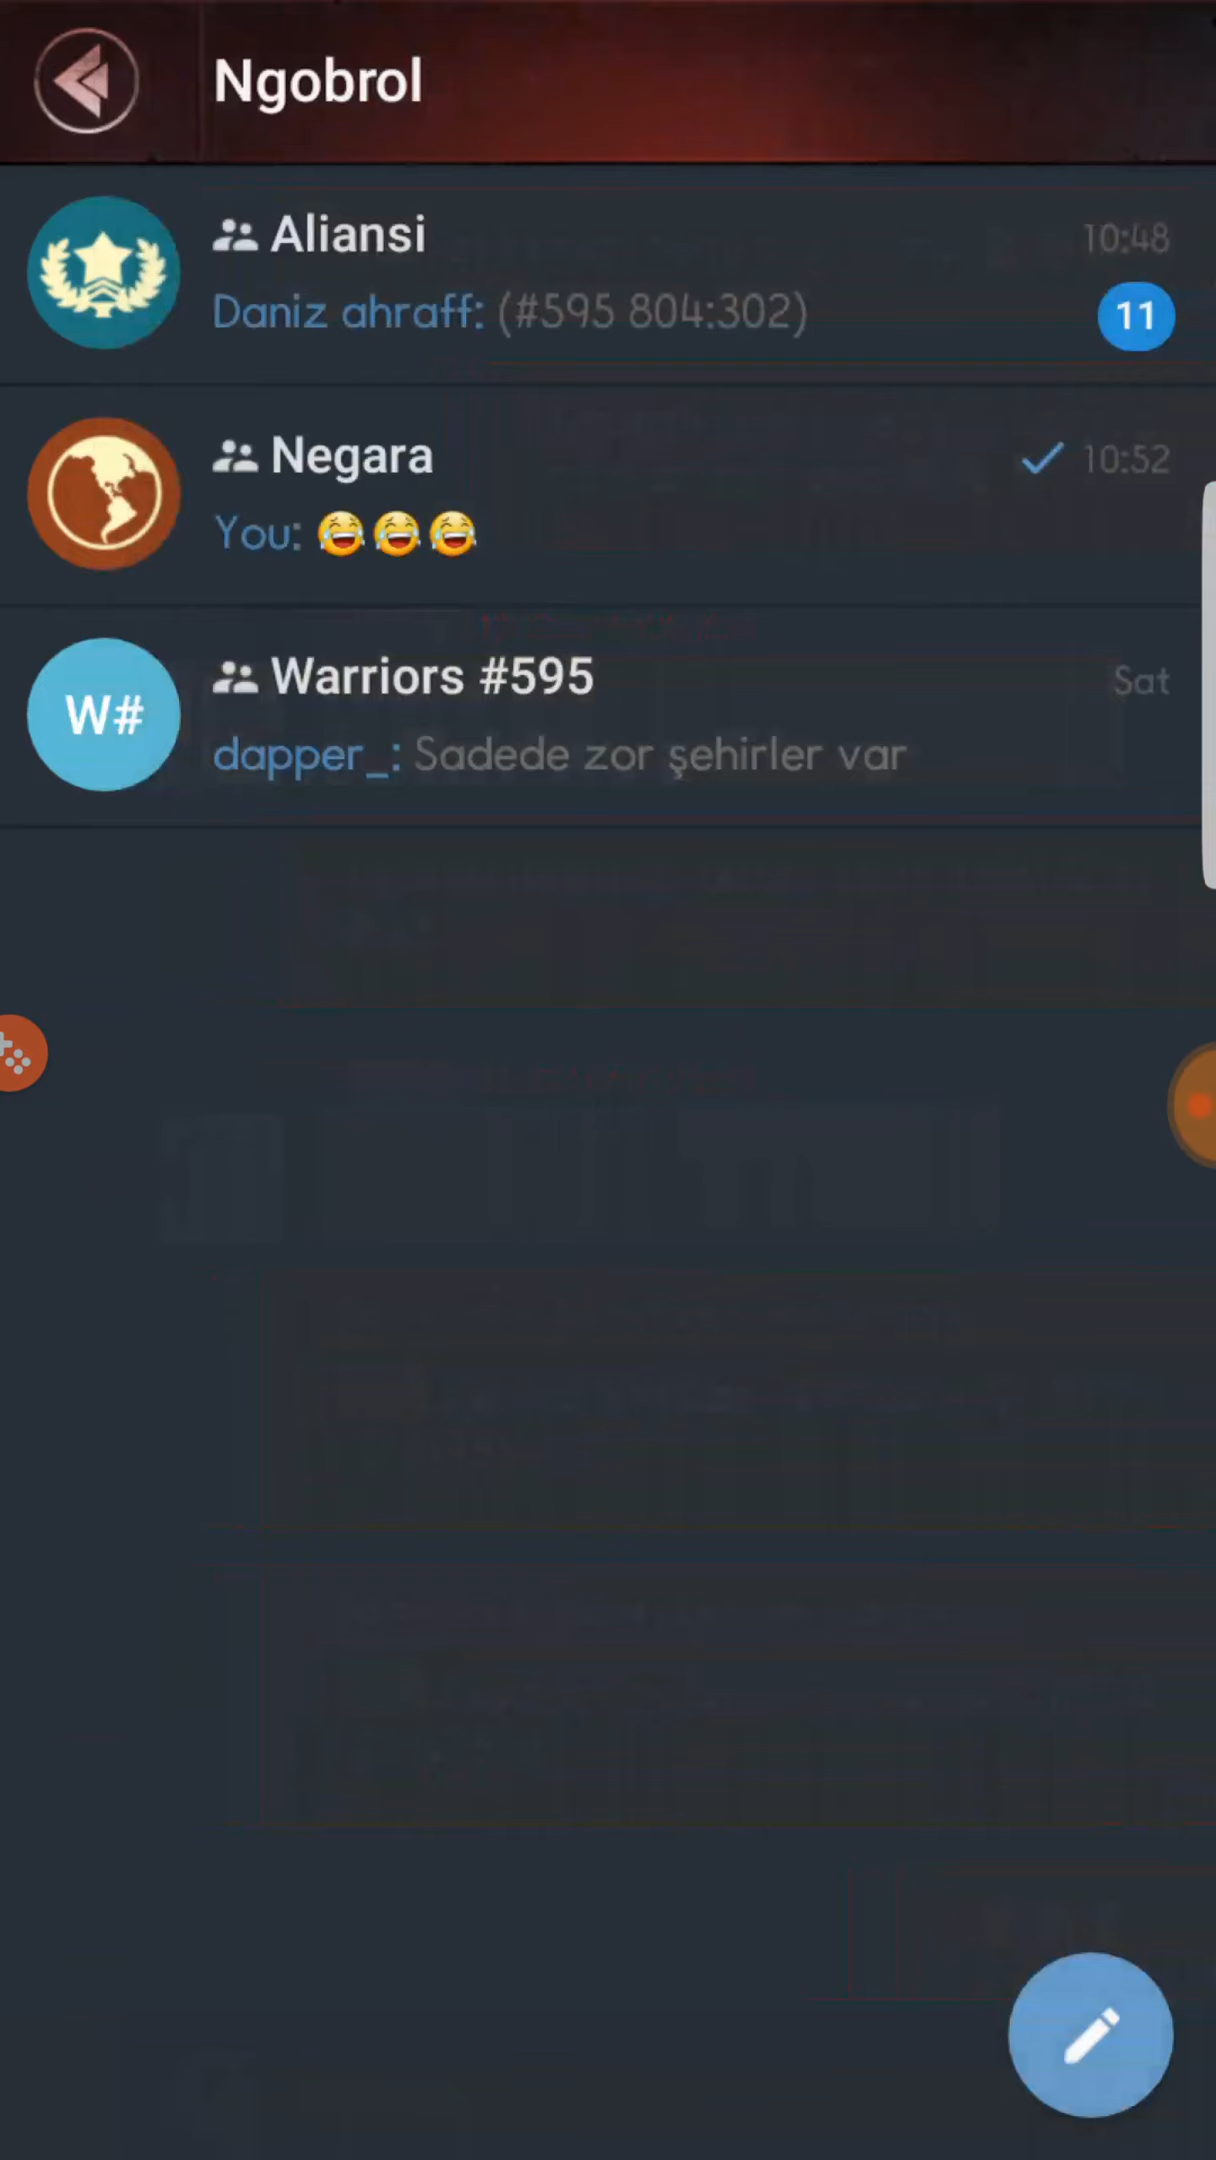 Ngobrol
Aliansi 10:48
Daniz ahraff: (#595 804:302) 11
Negara 10:52
You: 😂😂😂
W# Warriors #595 Sat
dapper_: Sadede zor şehirler var